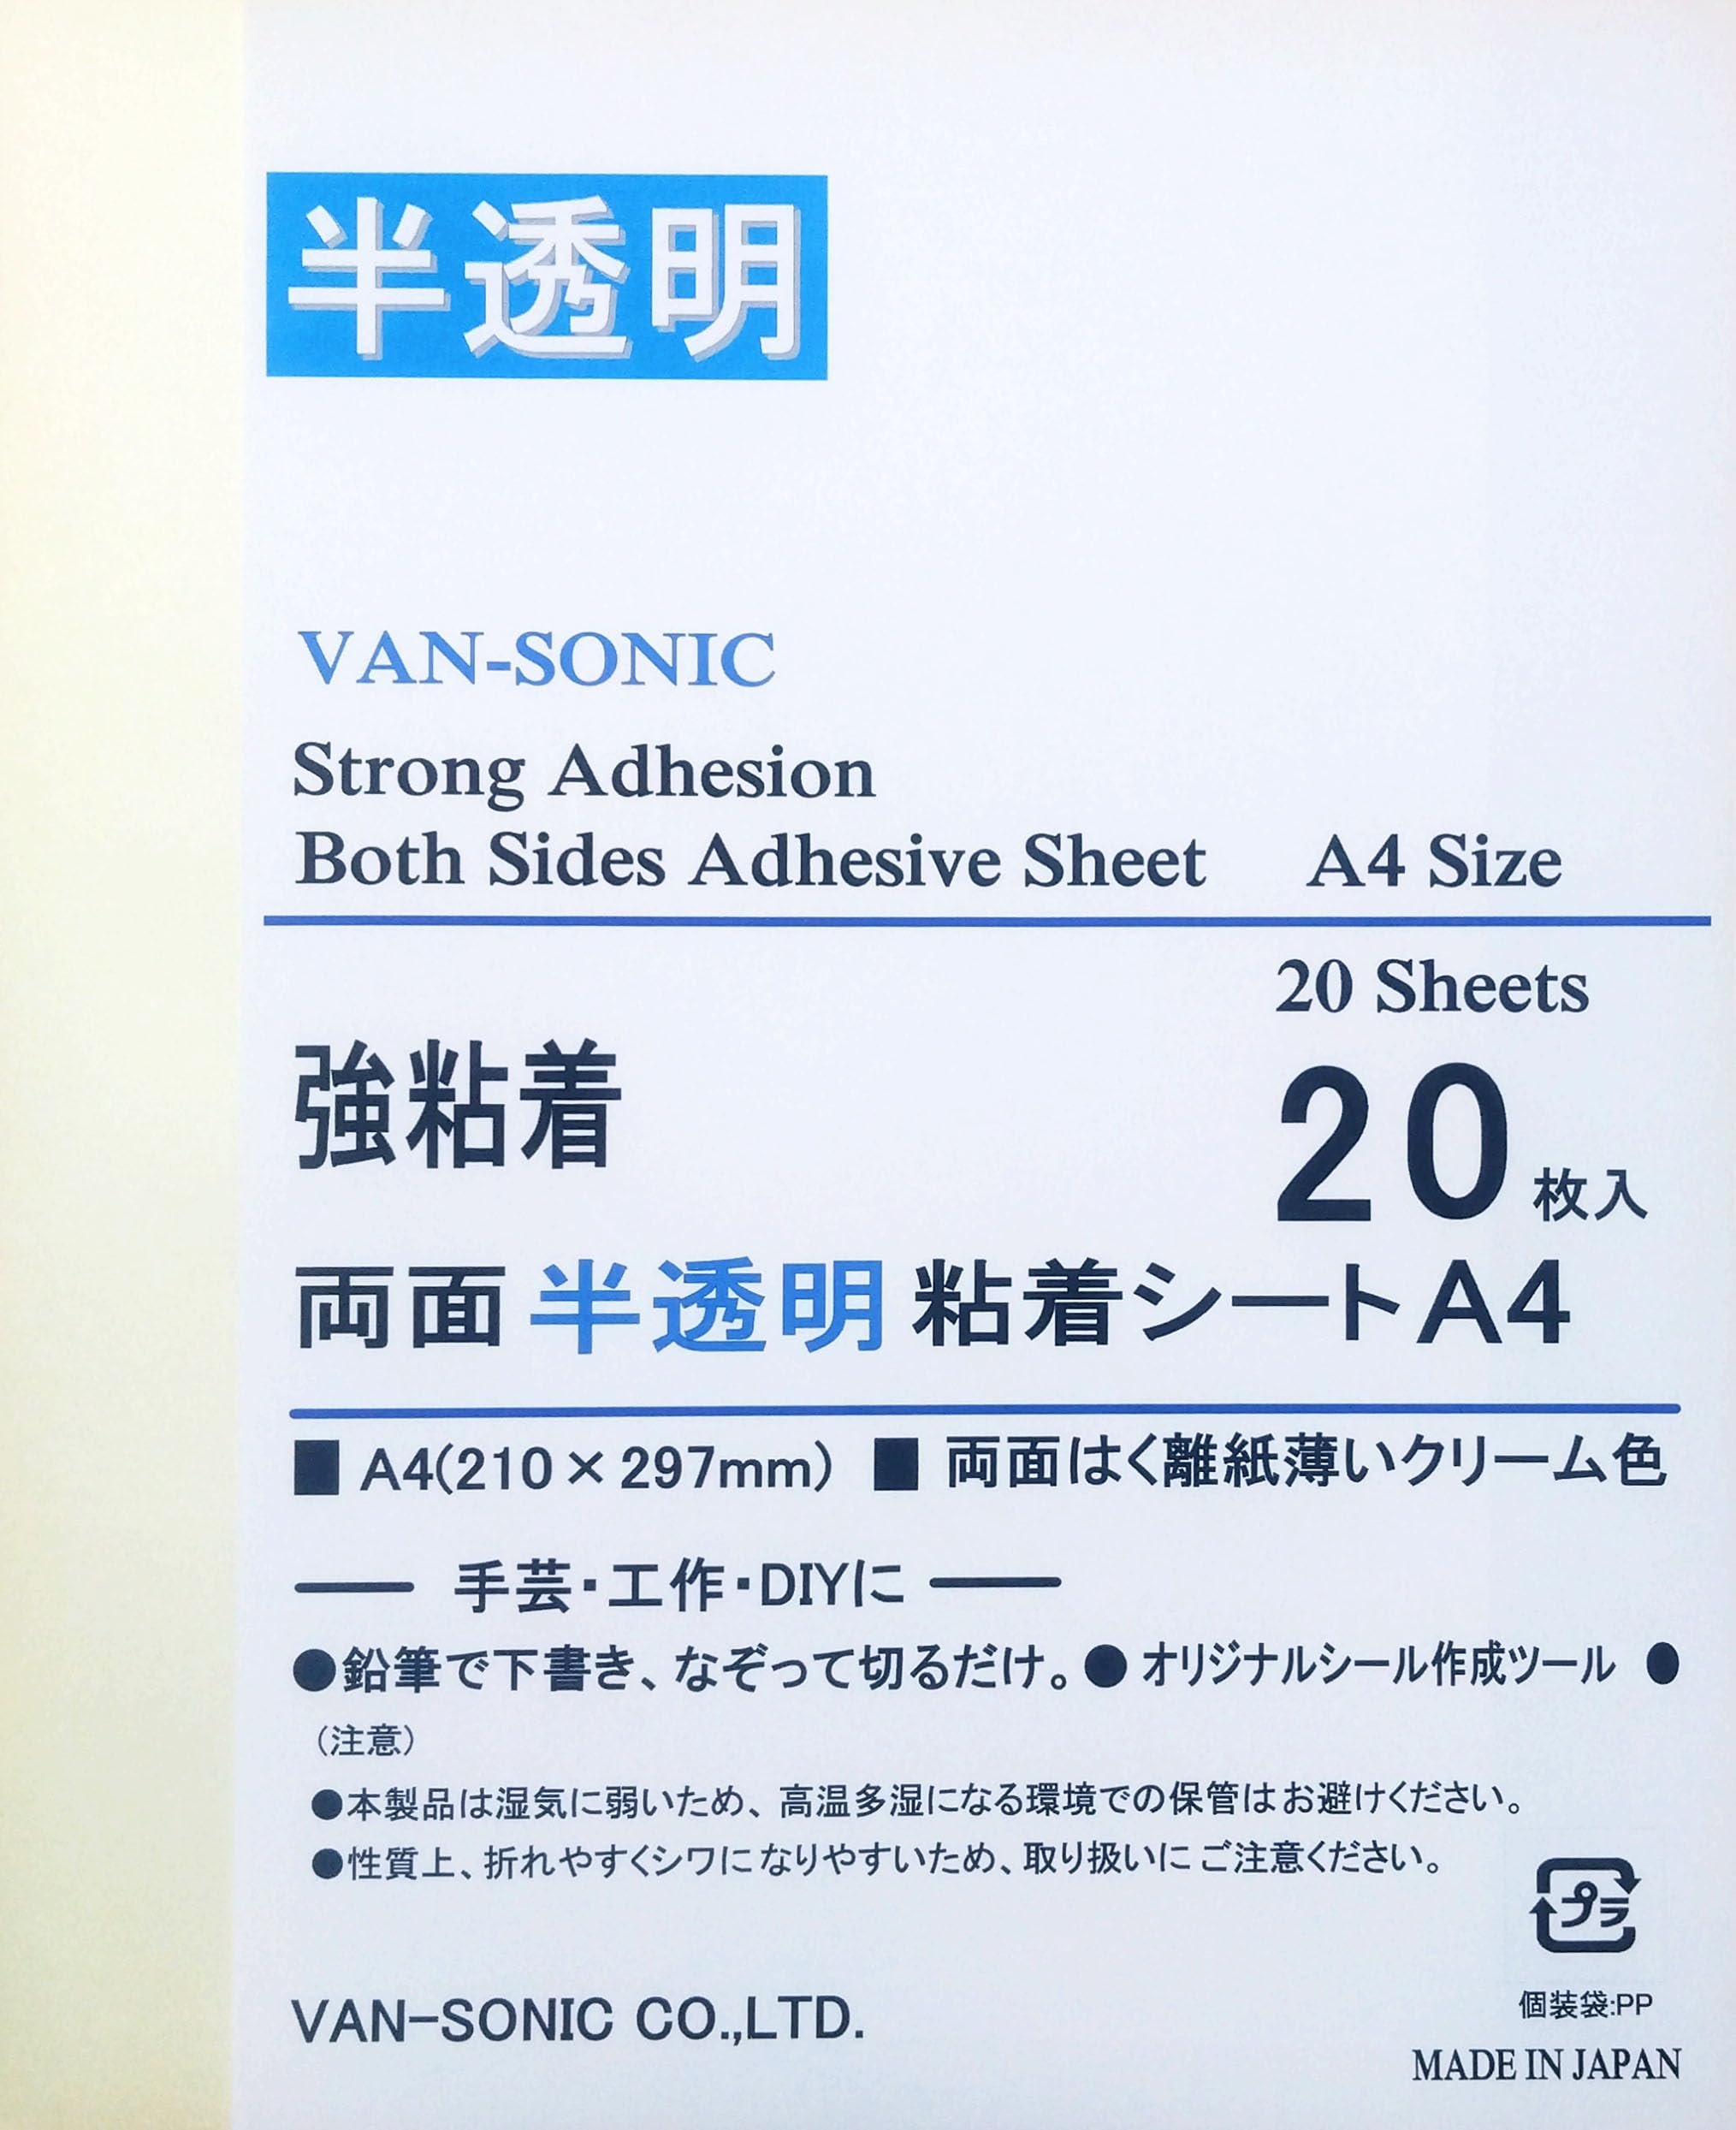 半透明
VAN-SONIC
Strong Adhesion
Both Sides Adhesive Sheet A4 Size
20 Sheets
強粘着
20枚入
両面 半透明 粘着シートA4
■ A4(210×297mm) ■ 両面はく離紙薄いクリーム色
── 手芸・工作・DIYに ──
●鉛筆で下書き、なぞって切るだけ。● オリジナルシール作成ツール ●
（注意）
●本製品は湿気に弱いため、高温多湿になる環境での保管はお避けください。
●性質上、折れやすくシワになりやすいため、取り扱いにご注意ください。
プラ
個装袋:PP
VAN-SONIC CO.,LTD.
MADE IN JAPAN